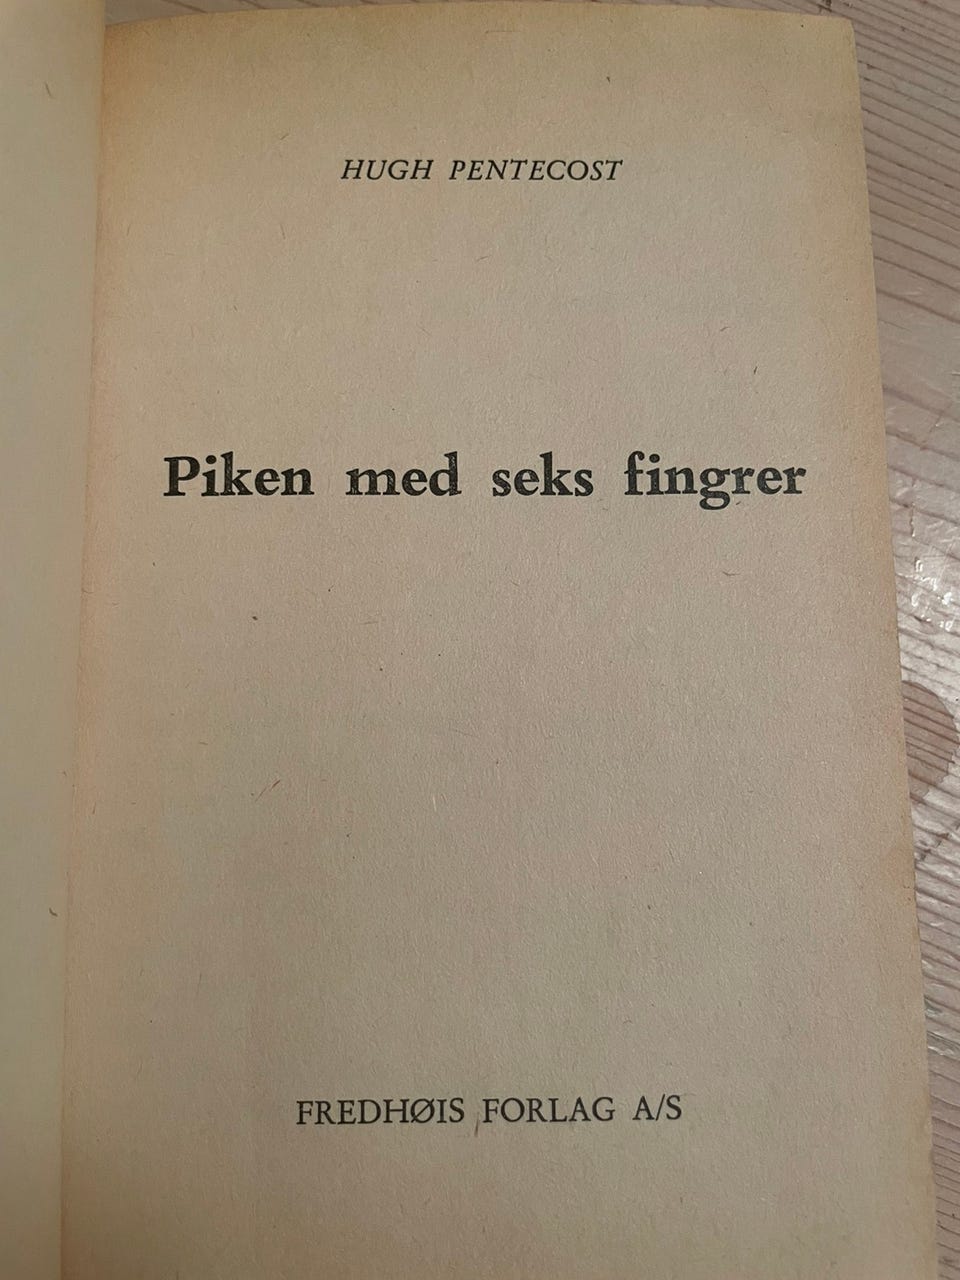 HUGH PENTECOST
Piken med seks fingrer
FREDHØIS FORLAG A/S